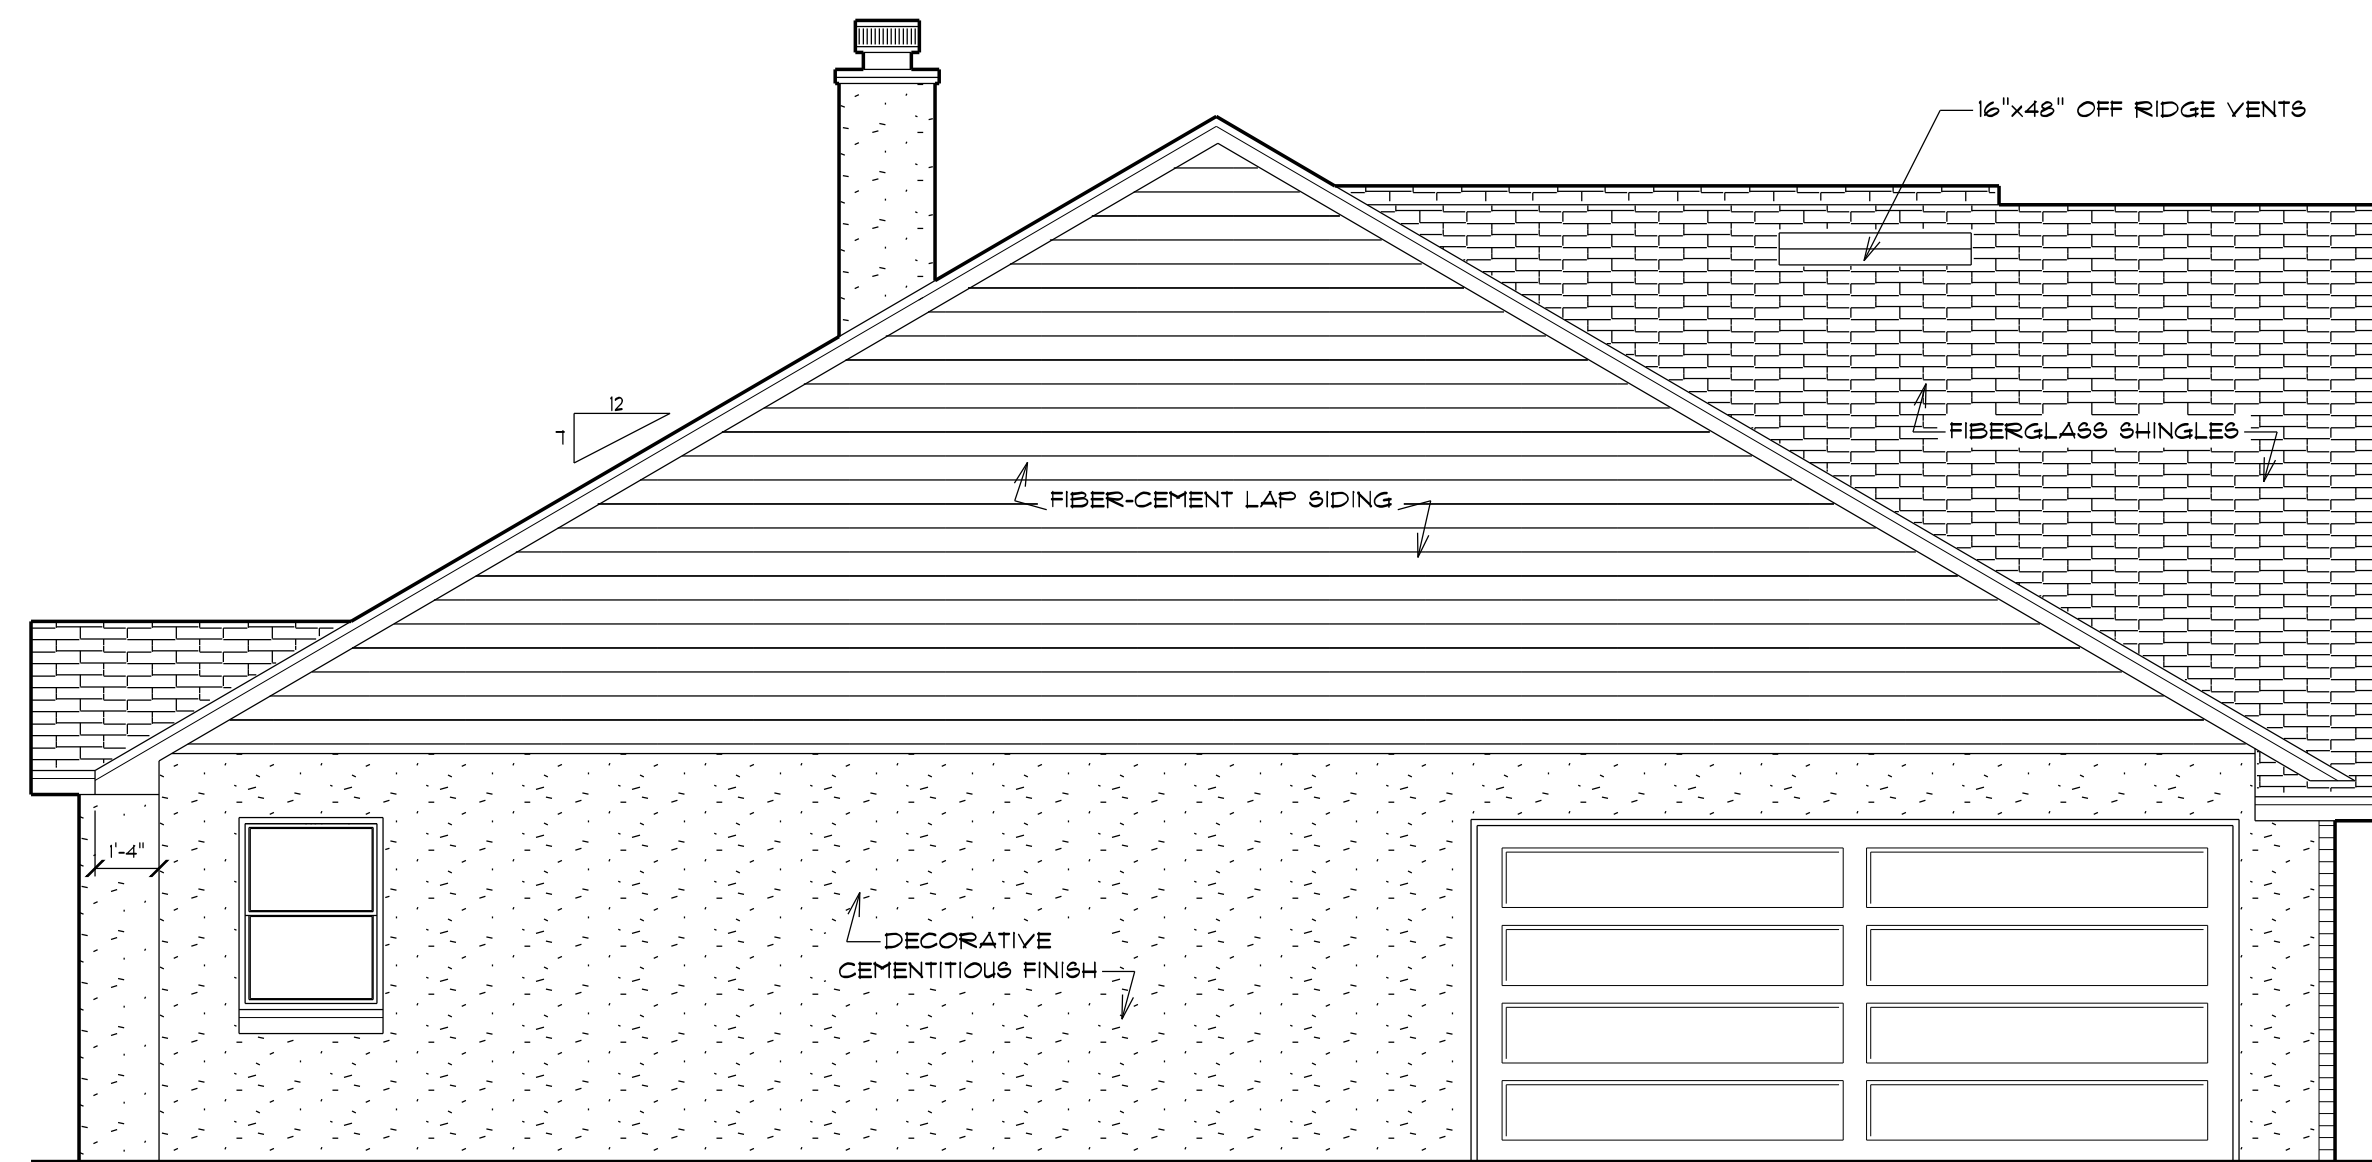 16"x48" OFF RIDGE VENTS
12
7
FIBERGLASS SHINGLES
FIBER-CEMENT LAP SIDING
1'-4"
DECORATIVE
CEMENTITIOUS FINISH